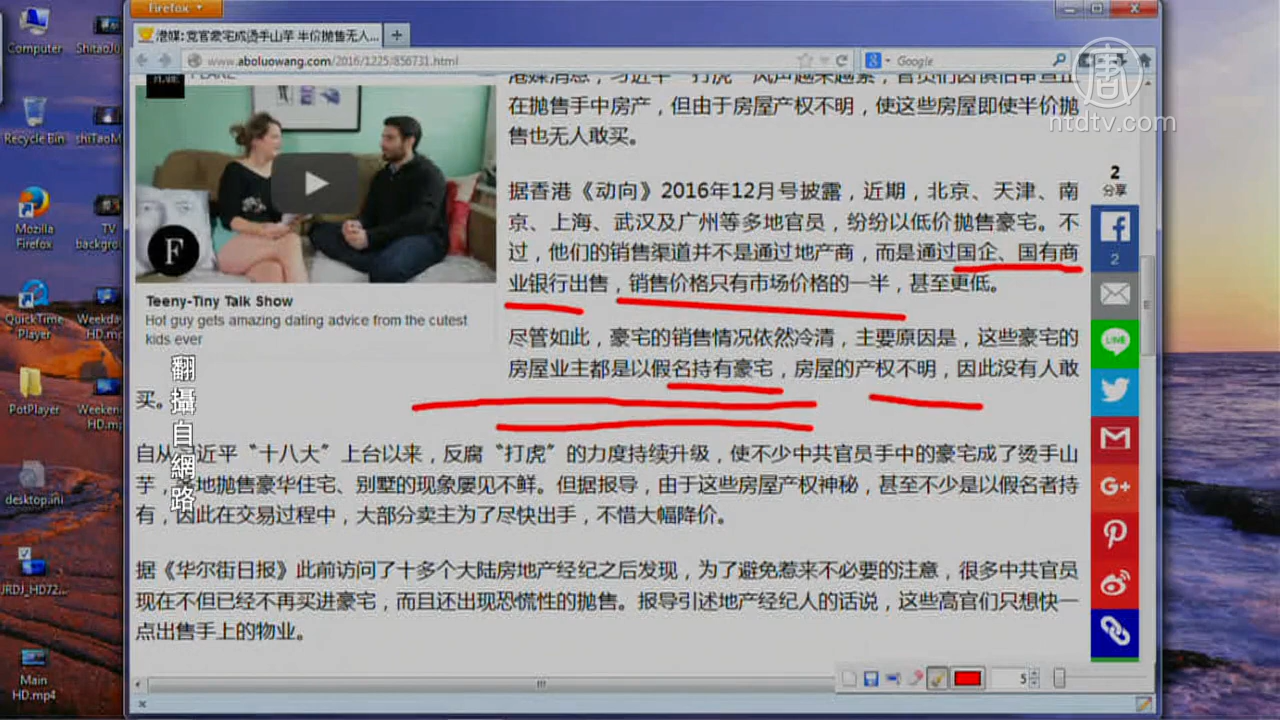 Firefox
港媒:贪官豪宅成烫手山芋 半价抛售无人...
www.aboluowang.com/2016/1225/856731.html
Google
ntdtv.com
Computer
Recycle Bin
Mozilla
Firefox
TV
QuickTime
Player
PotPlayer
desktop.ini
JRDJ_HD72...
Main
HD.mp4
在抛售手中房产，但由于房屋产权不明，使这些房屋即使半价抛
售也无人敢买。
据香港《动向》2016年12月号披露，近期，北京、天津、南
京、上海、武汉及广州等多地官员，纷纷以低价抛售豪宅。不
过，他们的销售渠道并不是通过地产商，而是通过国企、国有商
业银行出售，销售价格只有市场价格的一半，甚至更低。
Teeny-Tiny Talk Show
Hot guy gets amazing dating advice from the cutest
kids ever
尽管如此，豪宅的销售情况依然冷清，主要原因是，这些豪宅的
房屋业主都是以假名持有豪宅，房屋的产权不明，因此没有人敢
买。
自从 近平“十八大”上台以来，反腐“打虎”的力度持续升级，使不少中共官员手中的豪宅成了烫手山
芋， 地抛售豪华住宅、别墅的现象屡见不鲜。但据报导，由于这些房屋产权神秘，甚至不少是以假名者持
有，因此在交易过程中，大部分卖主为了尽快出手，不惜大幅降价。
据《华尔街日报》此前访问了十多个大陆房地产经纪之后发现，为了避免惹来不必要的注意，很多中共官员
现在不但已经不再买进豪宅，而且还出现恐慌性的抛售。报导引述地产经纪人的话说，这些高官们只想快一
点出售手上的物业。
翻攝自網路
2
分享
2
LINE
G+
5